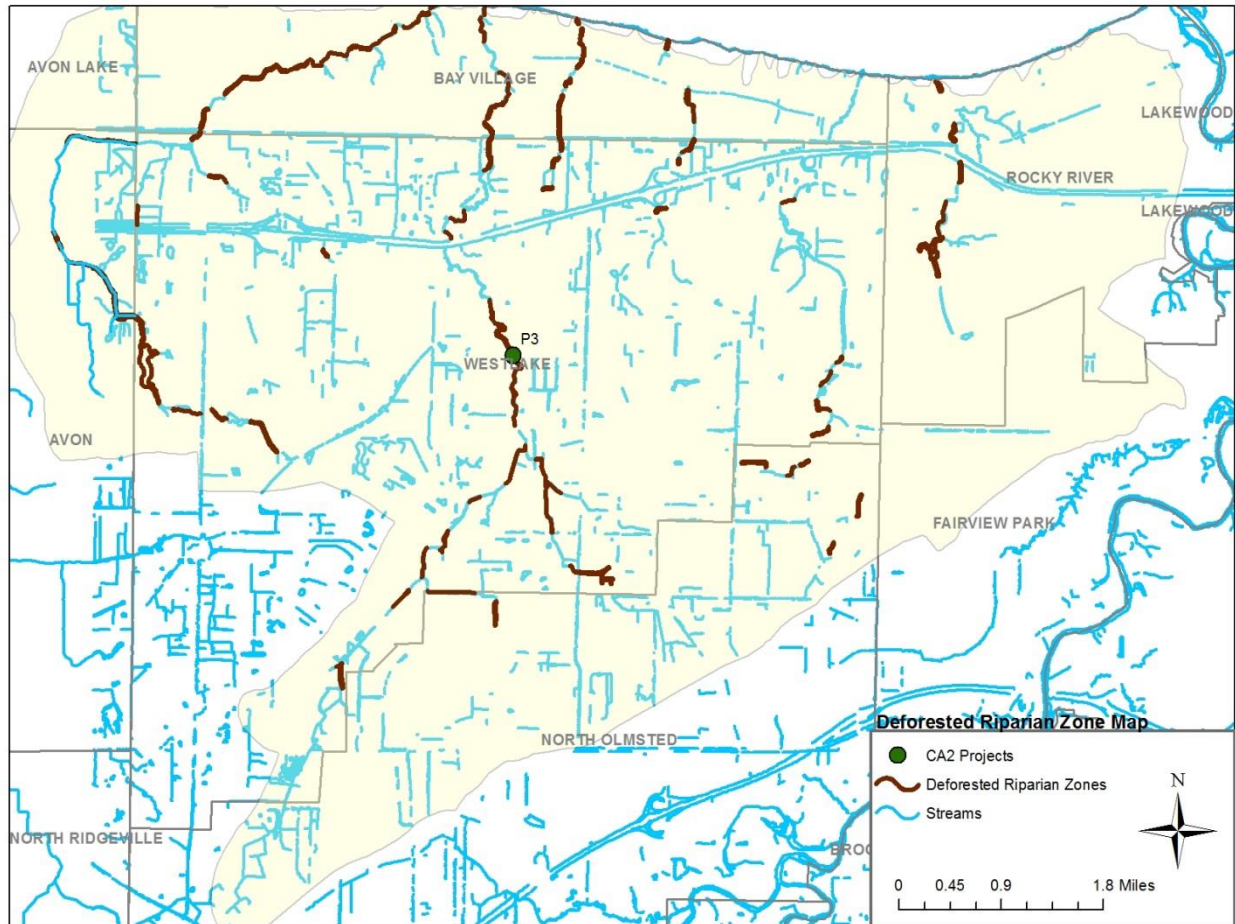 AVON LAKE
BAY VILLAGE
LAKEWOOD
ROCKY RIVER
LAKEWOOD
P3
WESTLAKE
AVON
FAIRVIEW PARK
NORTH OLMSTED
NORTH RIDGEVILLE
BROO
Deforested Riparian Zone Map
CA2 Projects
Deforested Riparian Zones
Streams
N
0 0.45 0.9 1.8 Miles